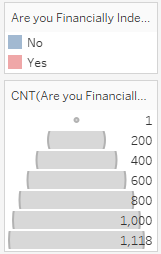 Are you Financially Inde...
No
Yes
CNT(Are you Financiall...
1
200
400
600
800
1,000
1,118